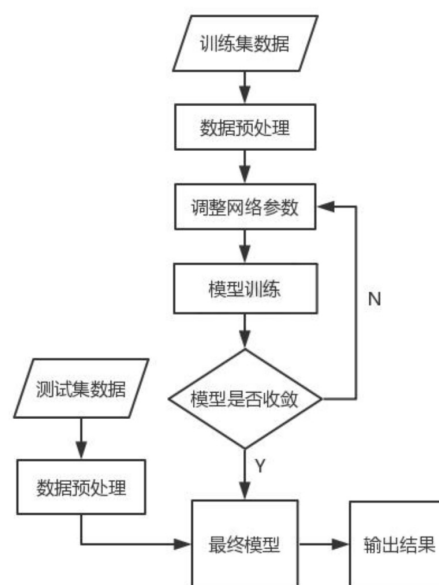 训练集数据
数据预处理
调整网络参数
模型训练
N
模型是否收敛
测试集数据
Y
数据预处理
最终模型
输出结果